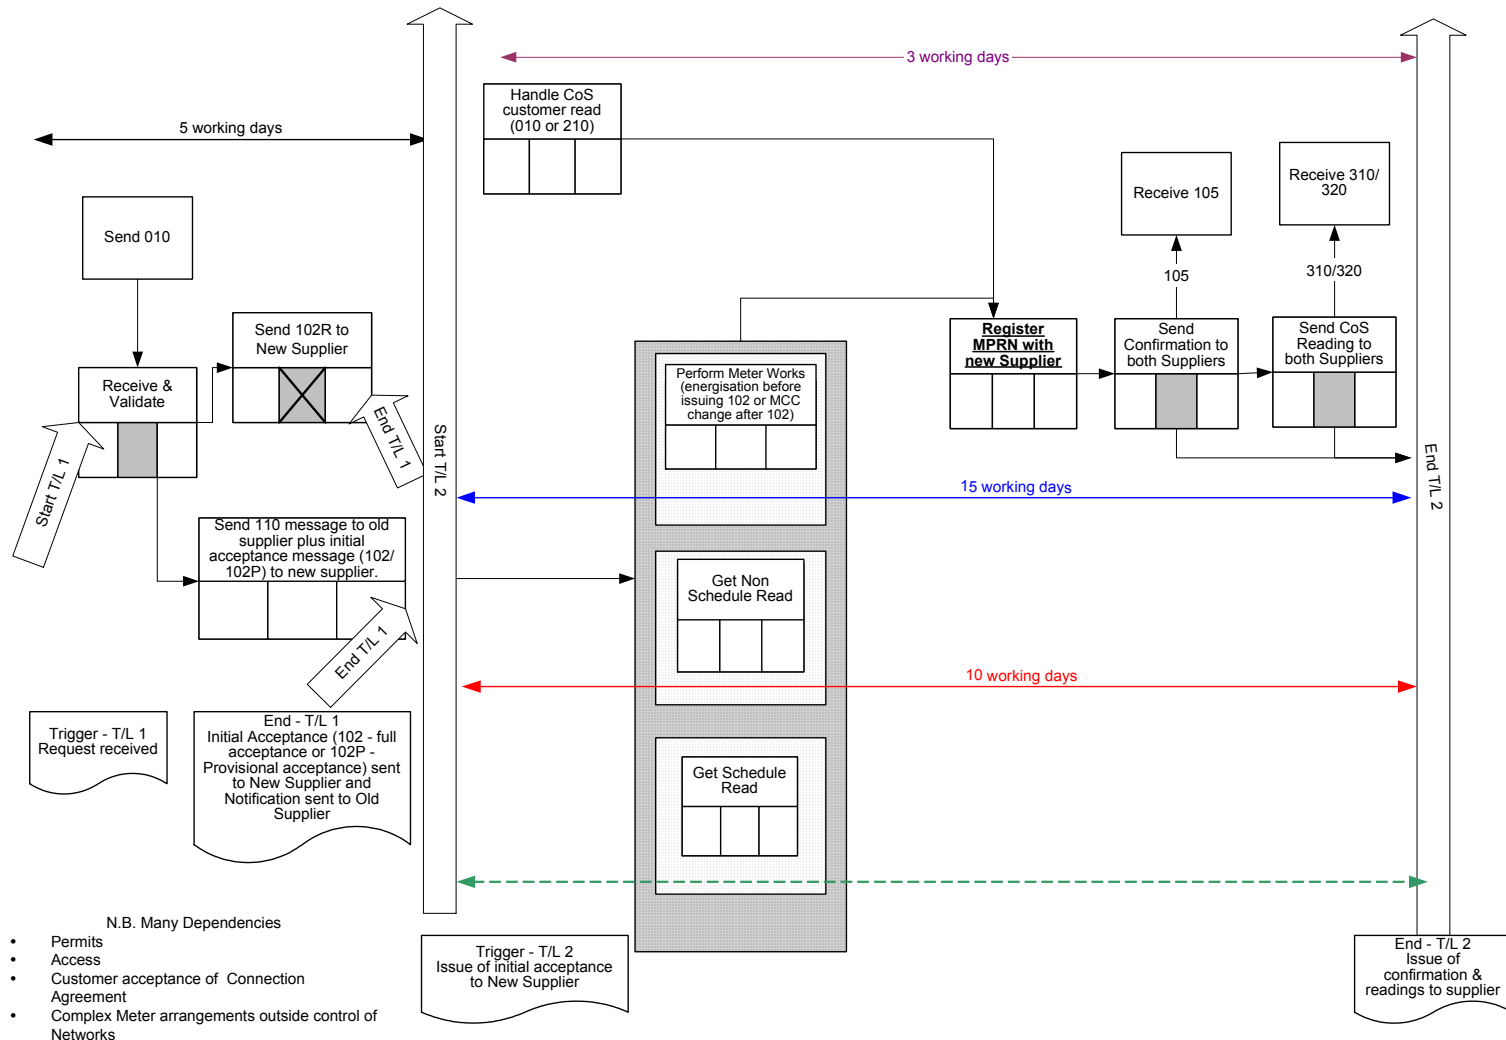 3 working days
Handle CoS
customer read
(010 or 210)
5 working days
Send 010
Receive 105
Receive 310/
320
105
310/320
Send 102R to
New Supplier
Receive &
Validate
Start T/L 1
End T/L 1
Start T/L 2
Send 110 message to old
supplier plus initial
acceptance message (102/
102P) to new supplier.
End T/L 1
Perform Meter Works
(energisation before
issuing 102 or MCC
change after 102)
Register
MPRN with
new Supplier
Send
Confirmation to
both Suppliers
Send CoS
Reading to
both Suppliers
End T/L 2
15 working days
Get Non
Schedule Read
10 working days
Get Schedule
Read
Trigger - T/L 1
Request received
End - T/L 1
Initial Acceptance (102 - full
acceptance or 102P -
Provisional acceptance) sent
to New Supplier and
Notification sent to Old
Supplier
N.B. Many Dependencies
• Permits
• Access
• Customer acceptance of Connection
Agreement
• Complex Meter arrangements outside control of
Networks
Trigger - T/L 2
Issue of initial acceptance
to New Supplier
End - T/L 2
Issue of
confirmation &
readings to supplier